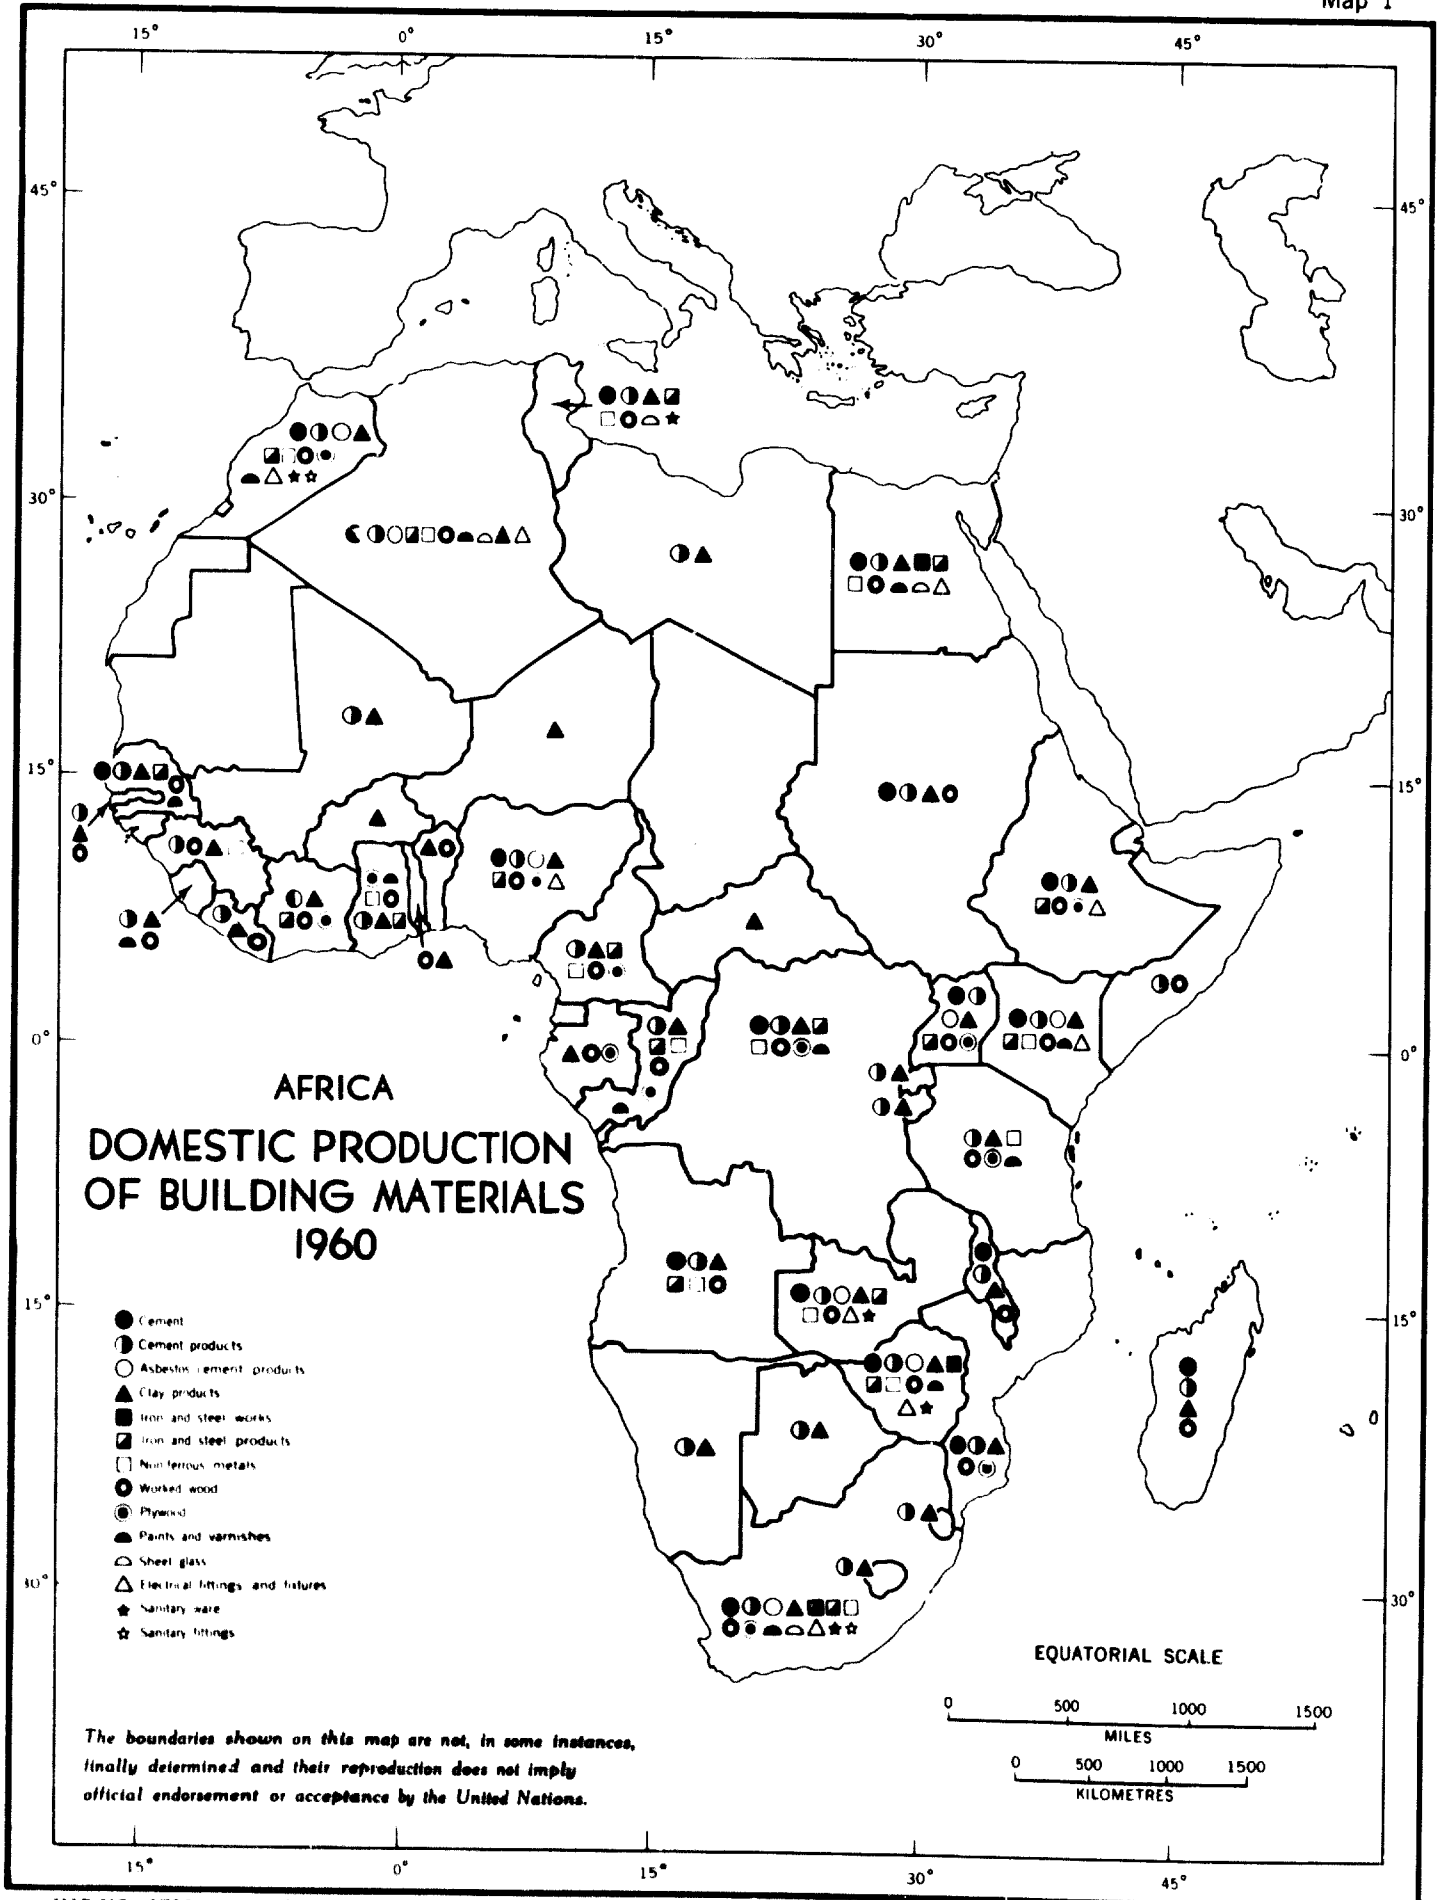 Map 1
15° 0° 15° 30° 45°
45° 45°
30° 30°
15° 15°
0° 0°
15° 15°
30° 30°
AFRICA
DOMESTIC PRODUCTION
OF BUILDING MATERIALS
1960
Cement
Cement products
Asbestos cement products
Clay products
Iron and steel works
Iron and steel products
Non ferrous metals
Worked wood
Plywood
Paints and varnishes
Sheet glass
Electrical fittings and fixtures
Sanitary ware
Sanitary fittings
EQUATORIAL SCALE
0 500 1000 1500
MILES
0 500 1000 1500
KILOMETRES
The boundaries shown on this map are not, in some instances,
finally determined and their reproduction does not imply
official endorsement or acceptance by the United Nations.
15° 0° 15° 30° 45°